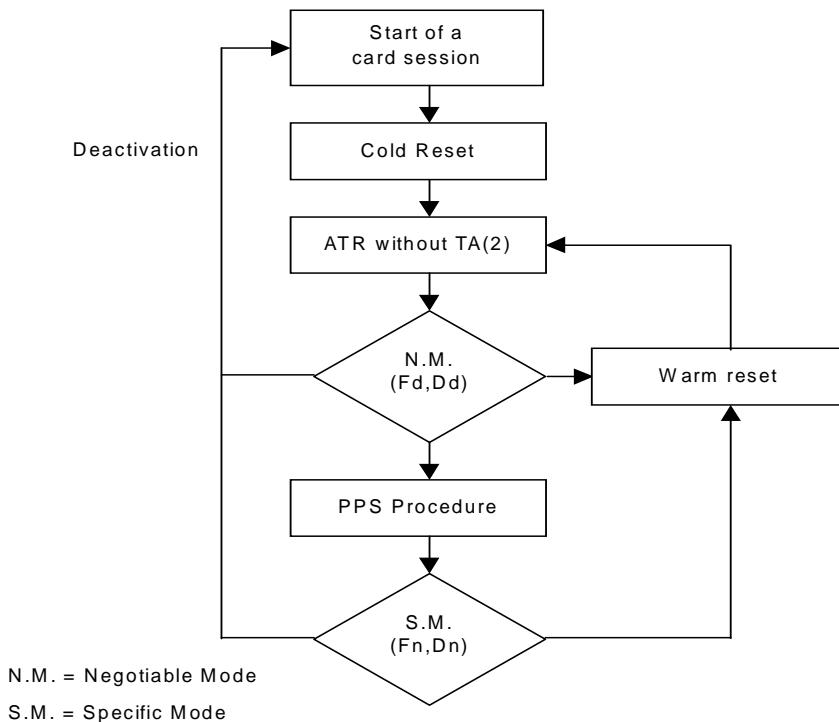 Start of a
card session
Deactivation
Cold Reset
ATR without TA(2)
N.M.
(Fd,Dd)
Warm reset
PPS Procedure
S.M.
(Fn,Dn)
N.M. = Negotiable Mode
S.M. = Specific Mode